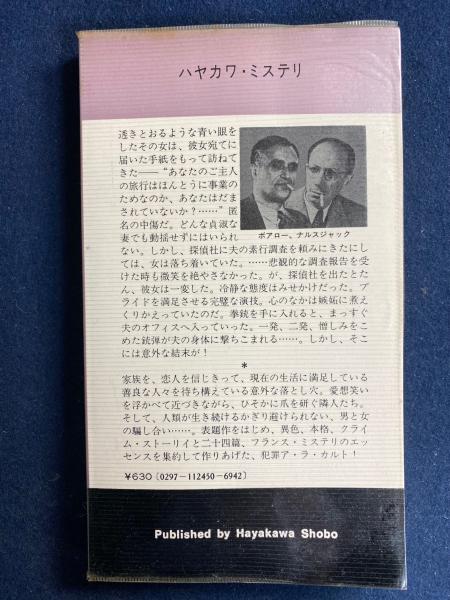 ハヤカワ・ミステリ
透きとおるような青い眼を
したその女は、彼女宛てに
届いた手紙をもって訪ねて
きた――“あなたのご主人
の旅行はほんとうに事業の
ためなのか、あなたはだま
されていないか?……”匿
名の中傷だ。どんな貞淑な
妻でも動揺せずにはいられ
ボアロー、ナルスジャック
ない。しかし、探偵社に夫の素行調査を頼みにきたにし
ては、女は落ち着いていた。……悲観的な調査報告を受
けた時も微笑を絶やさなかった。が、探偵社を出たとた
ん、彼女は一変した。冷静な態度はみせかけだった。プ
ライドを満足させる完璧な演技。心のなかは嫉妬に煮え
くりかえっていたのだ。拳銃を手に入れると、まっすぐ
夫のオフィスへ入っていった。一発、二発、憎しみをこ
めた銃弾が夫の身体に撃ちこまれる……。しかし、そこ
には意外な結末が!
*
家族を、恋人を信じきって、現在の生活に満足している
善良な人々を待ち構えている意外な落とし穴。愛想笑い
を浮かべて近づきながら、ひそかに爪を研ぐ隣人たち。
そして、人類が生き続けるかぎり避けられない、男と女
の騙し合い……。表題作をはじめ、異色、本格、クライ
ム・ストーリイと二十四篇、フランス・ミステリのエッ
センスを集約して作りあげた、犯罪ア・ラ・カルト!
¥630 〔0297―112450―6942〕
Published by Hayakawa Shobo